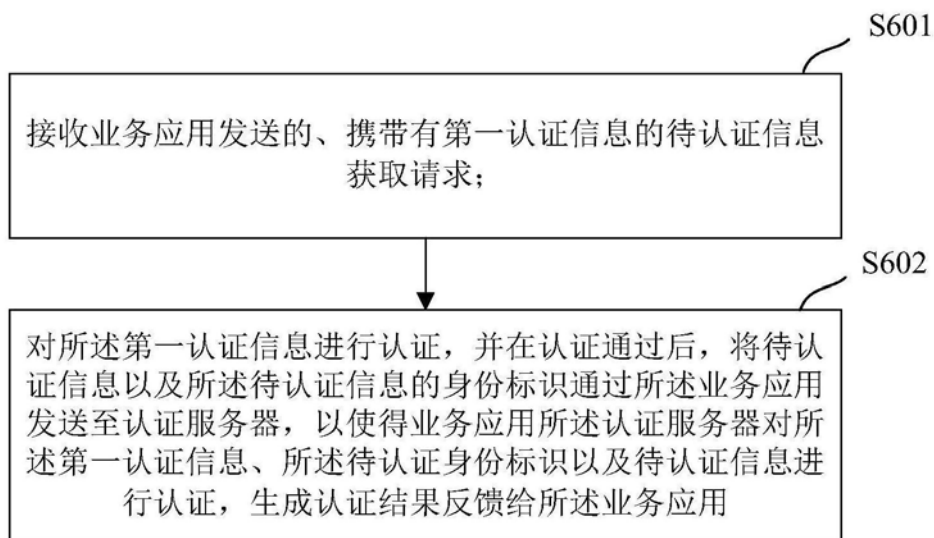 S601
接收业务应用发送的、携带有第一认证信息的待认证信息
获取请求；
S602
对所述第一认证信息进行认证，并在认证通过后，将待认
证信息以及所述待认证信息的身份标识通过所述业务应用
发送至认证服务器，以使得业务应用所述认证服务器对所
述第一认证信息、所述待认证身份标识以及待认证信息进
行认证，生成认证结果反馈给所述业务应用